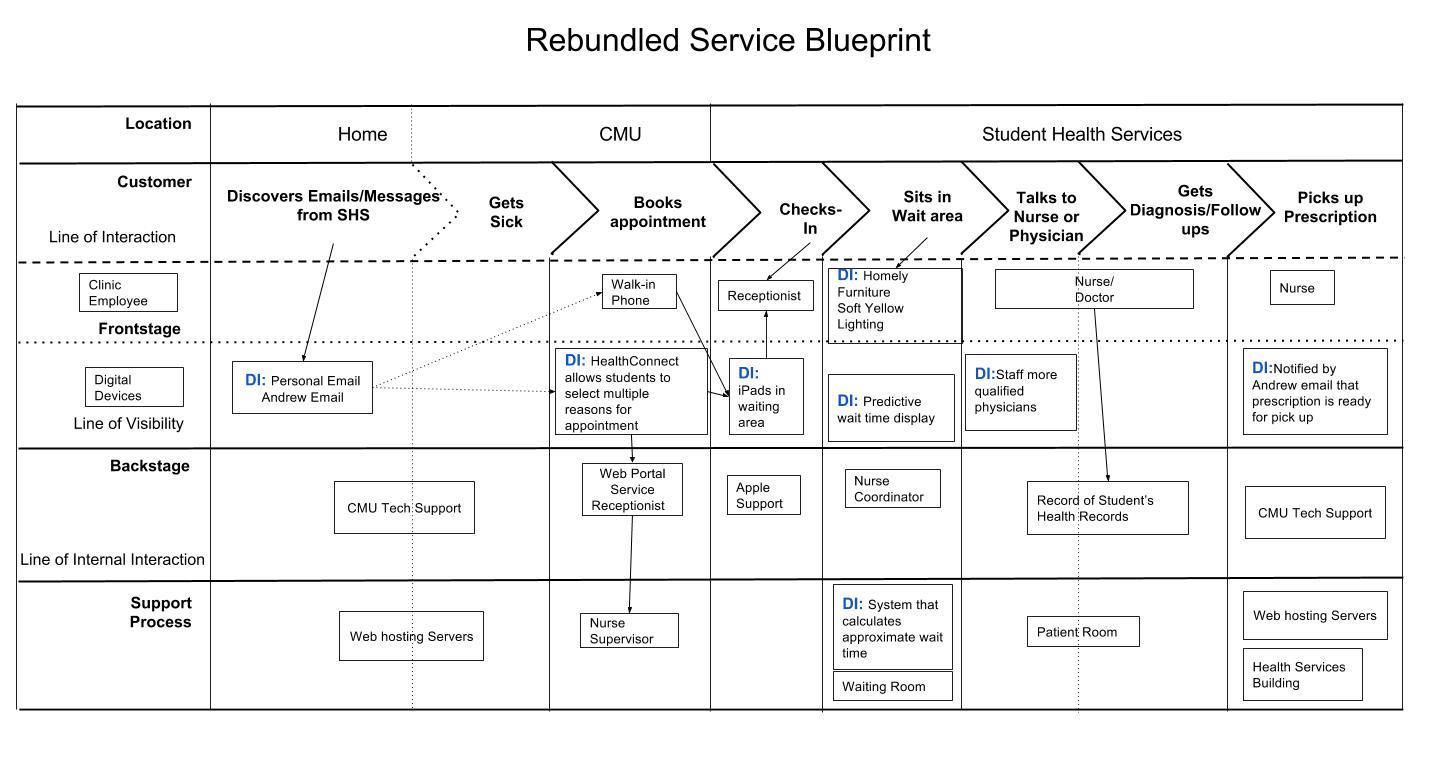 Rebundled Service Blueprint
Location
Home
CMU
Student Health Services
Customer
Line of Interaction
Discovers Emails/Messages
from SHS
Gets
Sick
Books
appointment
Checks-
In
Sits in
Wait area
Talks to
Nurse or
Physician
Gets
Diagnosis/Follow
ups
Picks up
Prescription
Clinic
Employee
Frontstage
Walk-in
Phone
Receptionist
DI: Homely
Furniture
Soft Yellow
Lighting
Nurse/
Doctor
Nurse
Digital
Devices
Line of Visibility
DI: Personal Email
Andrew Email
DI: HealthConnect
allows students to
select multiple
reasons for
appointment
DI:
iPads in
waiting
area
DI: Predictive
wait time display
DI:Staff more
qualified
physicians
DI:Notified by
Andrew email that
prescription is ready
for pick up
Backstage
Line of Internal Interaction
CMU Tech Support
Web Portal
Service
Receptionist
Apple
Support
Nurse
Coordinator
Record of Student's
Health Records
CMU Tech Support
Support
Process
Web hosting Servers
Nurse
Supervisor
DI: System that
calculates
approximate wait
time
Waiting Room
Patient Room
Web hosting Servers
Health Services
Building